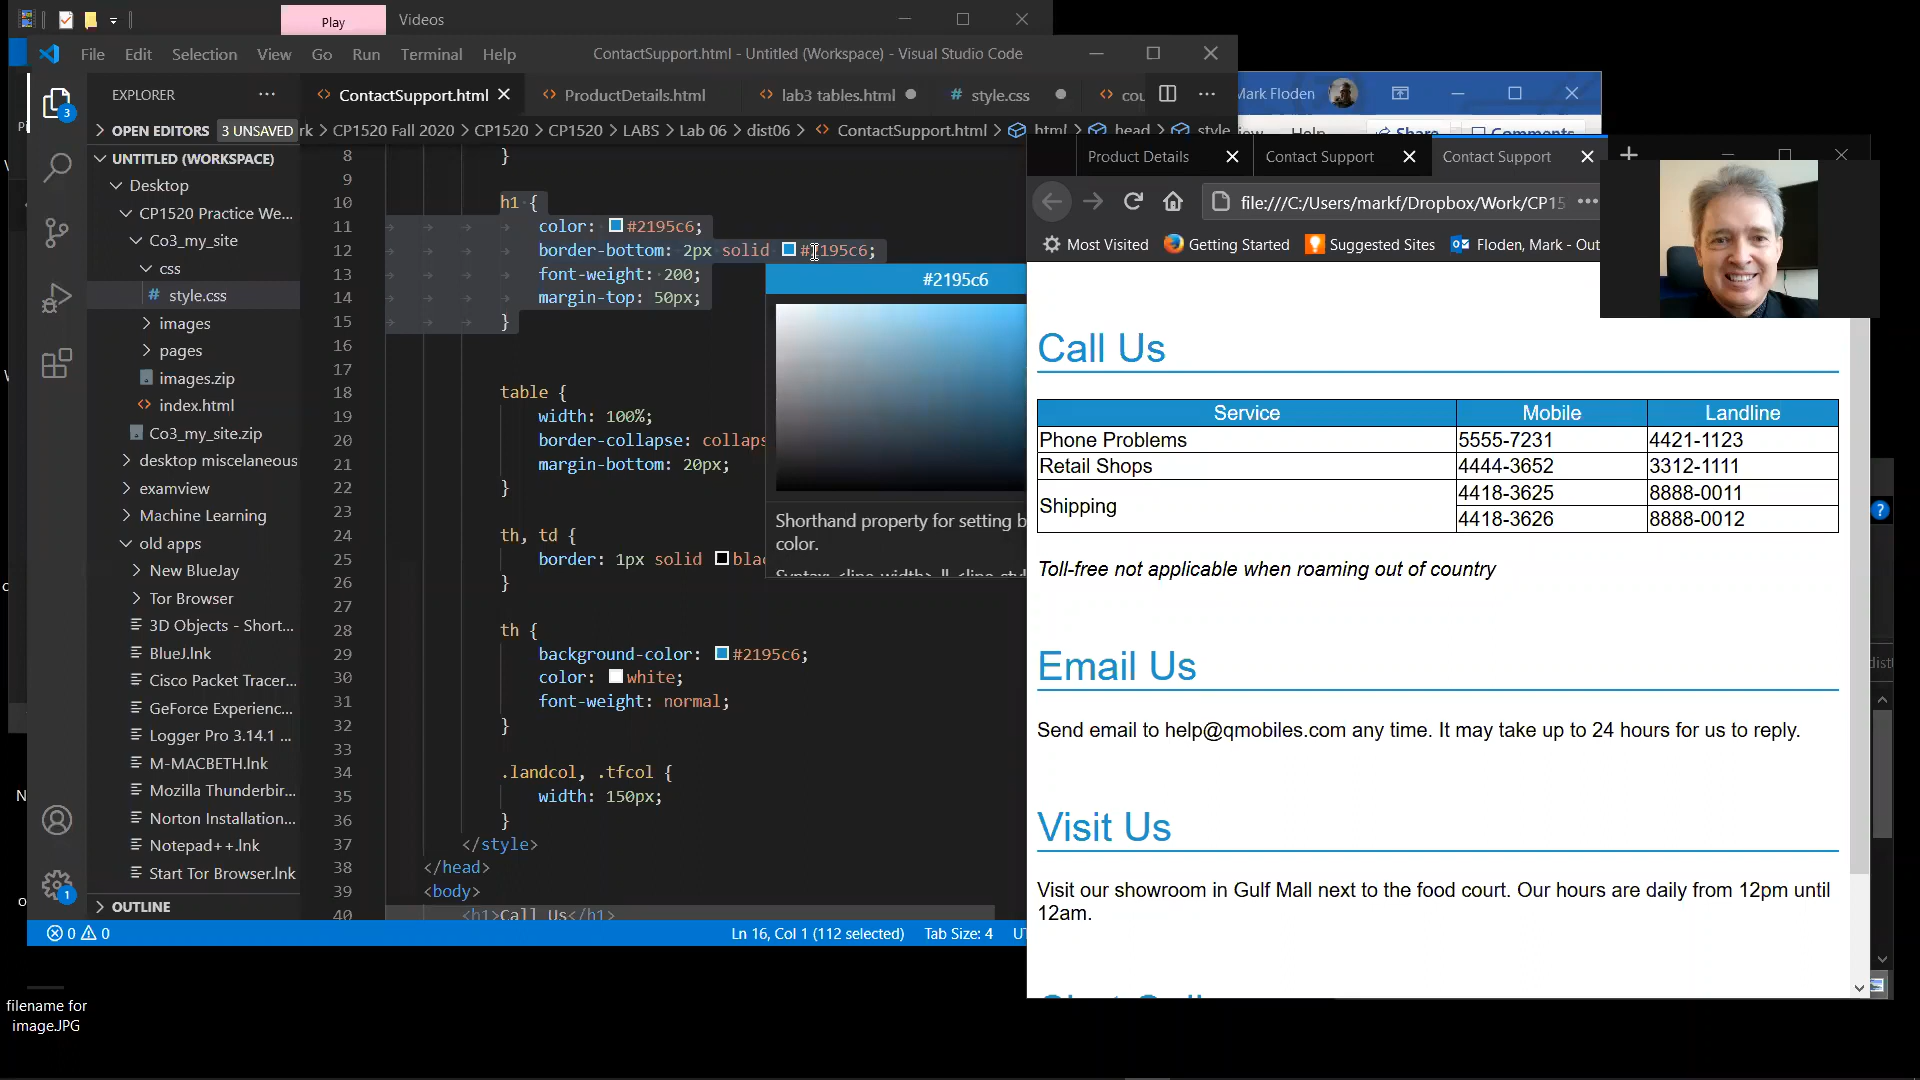 Play
Videos
File Edit Selection View Go Run Terminal Help
ContactSupport.html - Untitled (Workspace) - Visual Studio Code
EXPLORER
ContactSupport.html
ProductDetails.html
lab3 tables.html
style.css
cou
OPEN EDITORS 3 UNSAVED
rk > CP1520 Fall 2020 > CP1520 > CP1520 > LABS > Lab 06 > dist06 > ContactSupport.html > html > head > style
UNTITLED (WORKSPACE)
Desktop
CP1520 Practice We...
Co3_my_site
css
# style.css
images
pages
images.zip
index.html
Co3_my_site.zip
desktop miscelaneous
examview
Machine Learning
old apps
New BlueJay
Tor Browser
3D Objects - Short...
BlueJ.lnk
Cisco Packet Tracer...
GeForce Experienc...
Logger Pro 3.14.1 ...
M-MACBETH.lnk
Mozilla Thunderbir...
Norton Installation...
Notepad++.lnk
Start Tor Browser.lnk
OUTLINE
8 }
9
10 h1 {
11 color: #2195c6;
12 border-bottom: 2px solid #2195c6;
13 font-weight: 200;
14 margin-top: 50px;
15 }
16
17
18 table {
19 width: 100%;
20 border-collapse: collaps
21 margin-bottom: 20px;
22 }
23
24 th, td {
25 border: 1px solid blac
26 }
27
28 th {
29 background-color: #2195c6;
30 color: white;
31 font-weight: normal;
32 }
33
34 .landcol, .tfcol {
35 width: 150px;
36 }
37 </style>
38 </head>
39 <body>
40 <h1>Call Us</h1>
#2195c6
Shorthand property for setting b
color.
Syntax: <line-width> || <line-styl
0 0
Ln 16, Col 1 (112 selected) Tab Size: 4 UT
Mark Floden
Help
Share
Comments
Product Details
Contact Support
Contact Support
file:///C:/Users/markf/Dropbox/Work/CP15
Most Visited Getting Started Suggested Sites Floden, Mark - Out
Call Us
Service Mobile Landline
Phone Problems 5555-7231 4421-1123
Retail Shops 4444-3652 3312-1111
Shipping 4418-3625 8888-0011
4418-3626 8888-0012
Toll-free not applicable when roaming out of country
Email Us
Send email to help@qmobiles.com any time. It may take up to 24 hours for us to reply.
Visit Us
Visit our showroom in Gulf Mall next to the food court. Our hours are daily from 12pm until
12am.
filename for
image.JPG